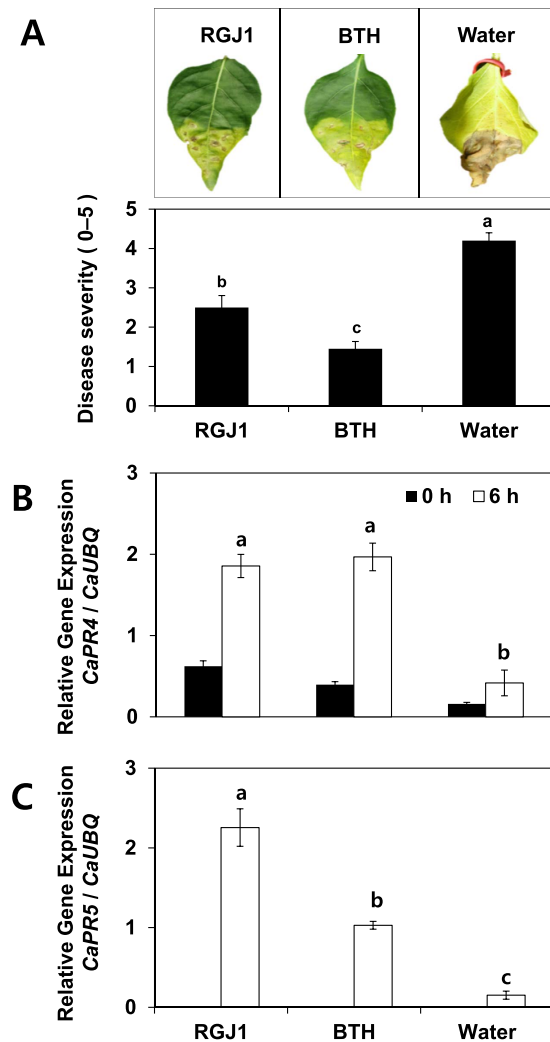 A
RGJ1 BTH Water
Disease severity ( 0–5 )
5
4
3
2
1
0
b
c
a
RGJ1 BTH Water
B
Relative Gene Expression
CaPR4 / CaUBQ
3
2
1
0
0 h 6 h
a
a
b
C
Relative Gene Expression
CaPR5 / CaUBQ
3
2
1
0
a
b
c
RGJ1 BTH Water